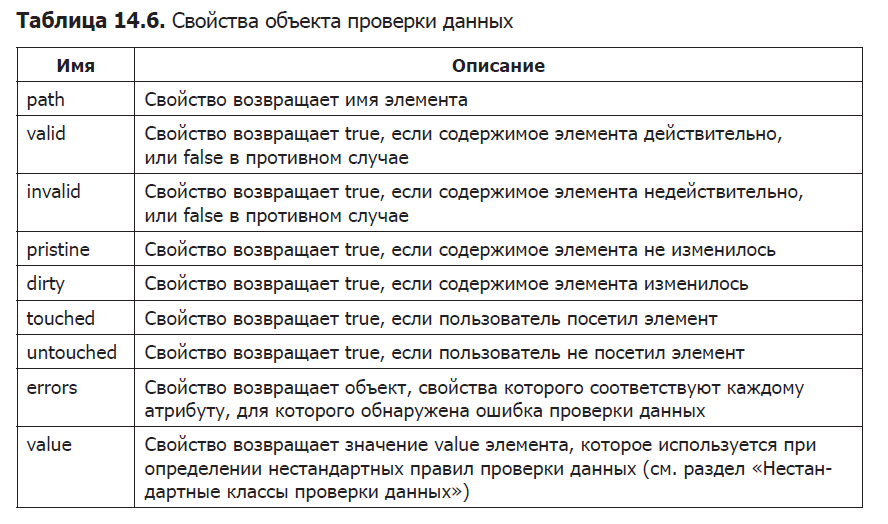 Таблица 14.6. Свойства объекта проверки данных
Имя Описание
path Свойство возвращает имя элемента
valid Свойство возвращает true, если содержимое элемента действительно,
или false в противном случае
invalid Свойство возвращает true, если содержимое элемента недействительно,
или false в противном случае
pristine Свойство возвращает true, если содержимое элемента не изменилось
dirty Свойство возвращает true, если содержимое элемента изменилось
touched Свойство возвращает true, если пользователь посетил элемент
untouched Свойство возвращает true, если пользователь не посетил элемент
errors Свойство возвращает объект, свойства которого соответствуют каждому
атрибуту, для которого обнаружена ошибка проверки данных
value Свойство возвращает значение value элемента, которое используется при
определении нестандартных правил проверки данных (см. раздел «Нестан-
дартные классы проверки данных»)